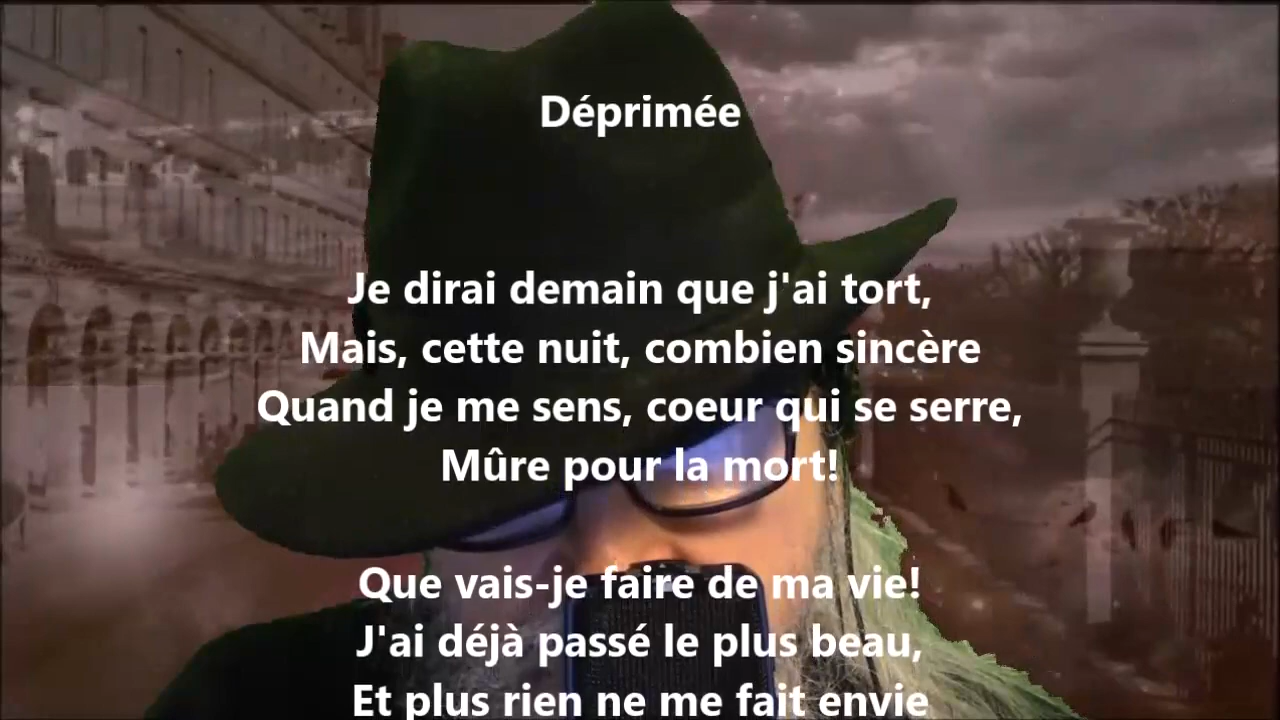 Déprimée
Je dirai demain que j'ai tort,
Mais, cette nuit, combien sincère
Quand je me sens, coeur qui se serre,
Mûre pour la mort!
Que vais-je faire de ma vie!
J'ai déjà passé le plus beau,
Et plus rien ne me fait envie